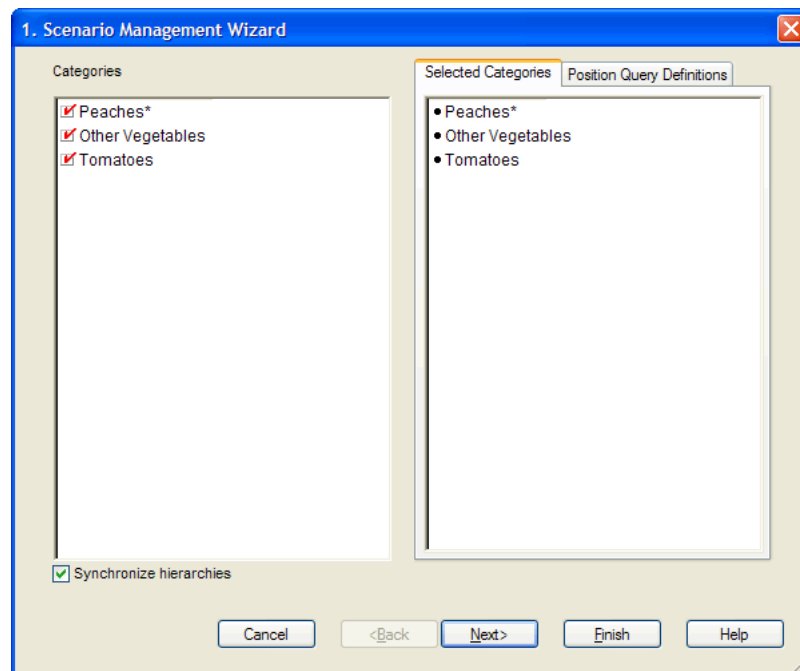 1. Scenario Management Wizard
Categories
Selected Categories
Position Query Definitions
Peaches*
Other Vegetables
Tomatoes
Peaches*
Other Vegetables
Tomatoes
Synchronize hierarchies
Cancel
<Back
Next>
Finish
Help